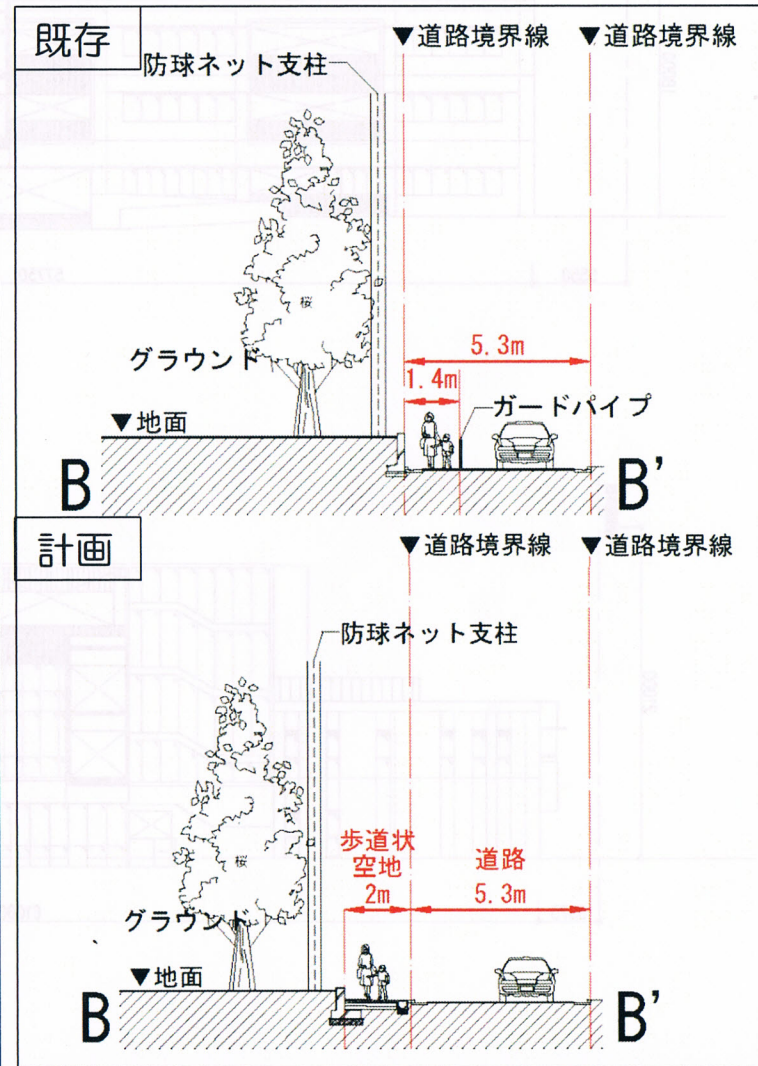 既存
▼道路境界線 ▼道路境界線
防球ネット支柱
桜
5.3m
グラウンド
1.4m
ガードパイプ
▼地面
B B'
計画
▼道路境界線 ▼道路境界線
防球ネット支柱
歩道状
空地
2m
道路
5.3m
桜
グラウンド
▼地面
B B'